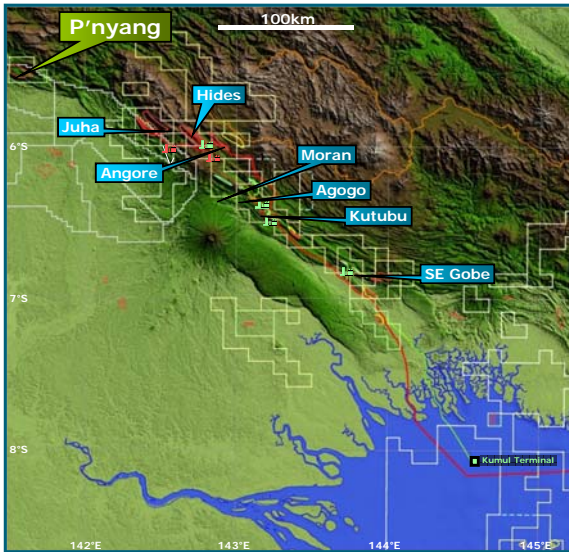 P'nyang
100km
Hides
Juha
6°S
Moran
Angore
Agogo
Kutubu
SE Gobe
7°S
8°S
Kumul Terminal
142°E
143°E
144°E
145°E